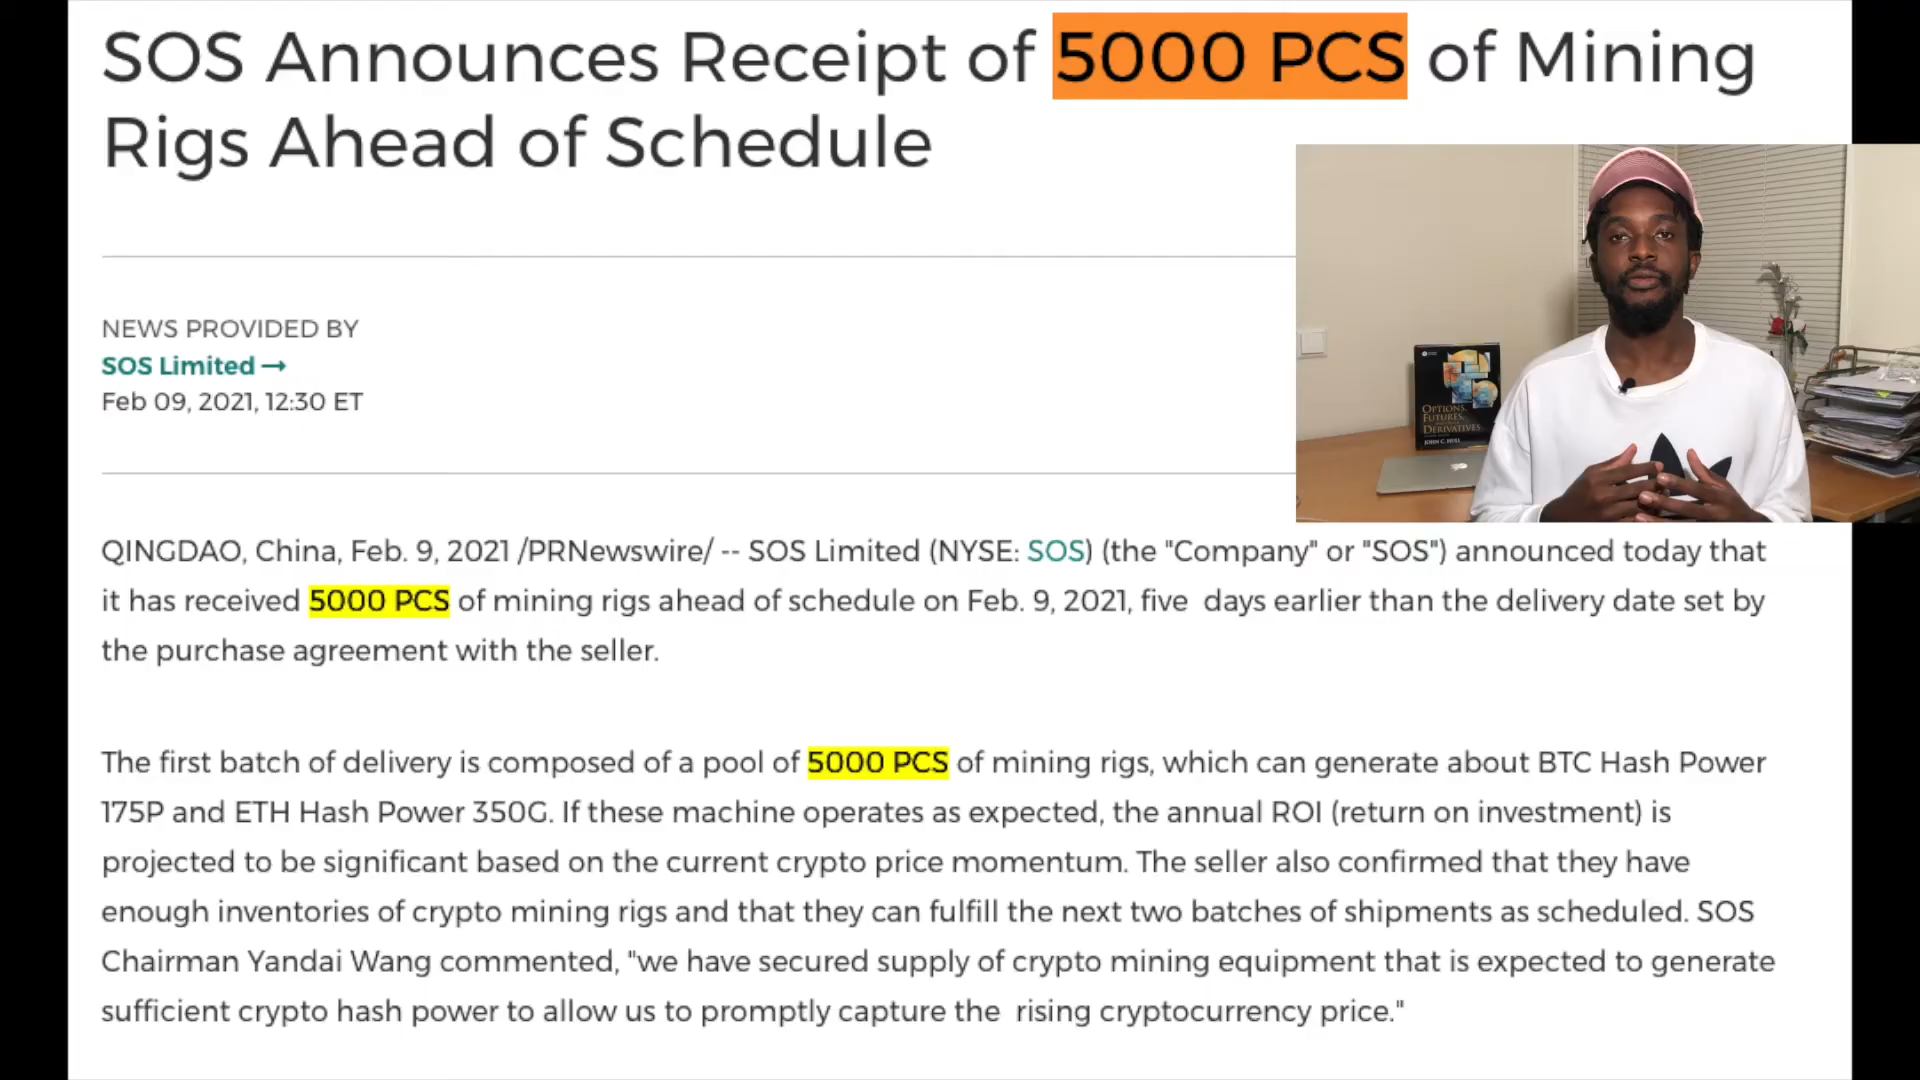 SOS Announces Receipt of 5000 PCS of Mining
Rigs Ahead of Schedule
NEWS PROVIDED BY
SOS Limited →
Feb 09, 2021, 12:30 ET
OPTIONS,
FUTURES,
DERIVATIVES
JOHN C. HULL
QINGDAO, China, Feb. 9, 2021 /PRNewswire/ -- SOS Limited (NYSE: SOS) (the "Company" or "SOS") announced today that
it has received 5000 PCS of mining rigs ahead of schedule on Feb. 9, 2021, five days earlier than the delivery date set by
the purchase agreement with the seller.
The first batch of delivery is composed of a pool of 5000 PCS of mining rigs, which can generate about BTC Hash Power
175P and ETH Hash Power 350G. If these machine operates as expected, the annual ROI (return on investment) is
projected to be significant based on the current crypto price momentum. The seller also confirmed that they have
enough inventories of crypto mining rigs and that they can fulfill the next two batches of shipments as scheduled. SOS
Chairman Yandai Wang commented, "we have secured supply of crypto mining equipment that is expected to generate
sufficient crypto hash power to allow us to promptly capture the rising cryptocurrency price."